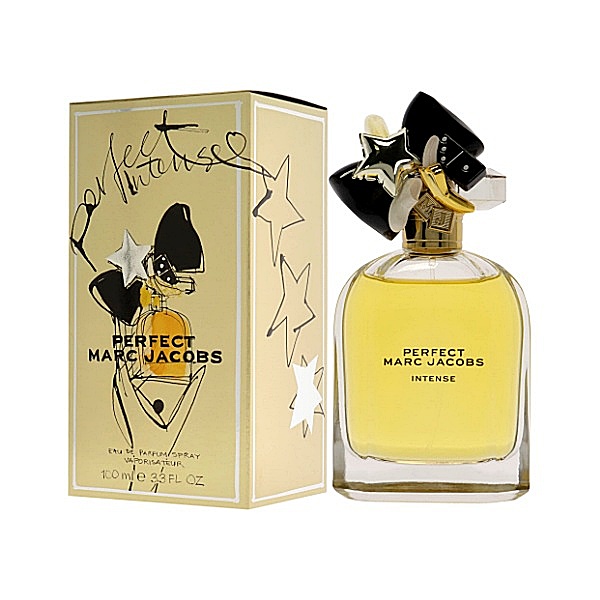 perfect
intense
PERFECT
MARC JACOBS
EAU DE PARFUM SPRAY
VAPORISATEUR
100 ml e 3.3 FL OZ
PERFECT
MARC JACOBS
INTENSE